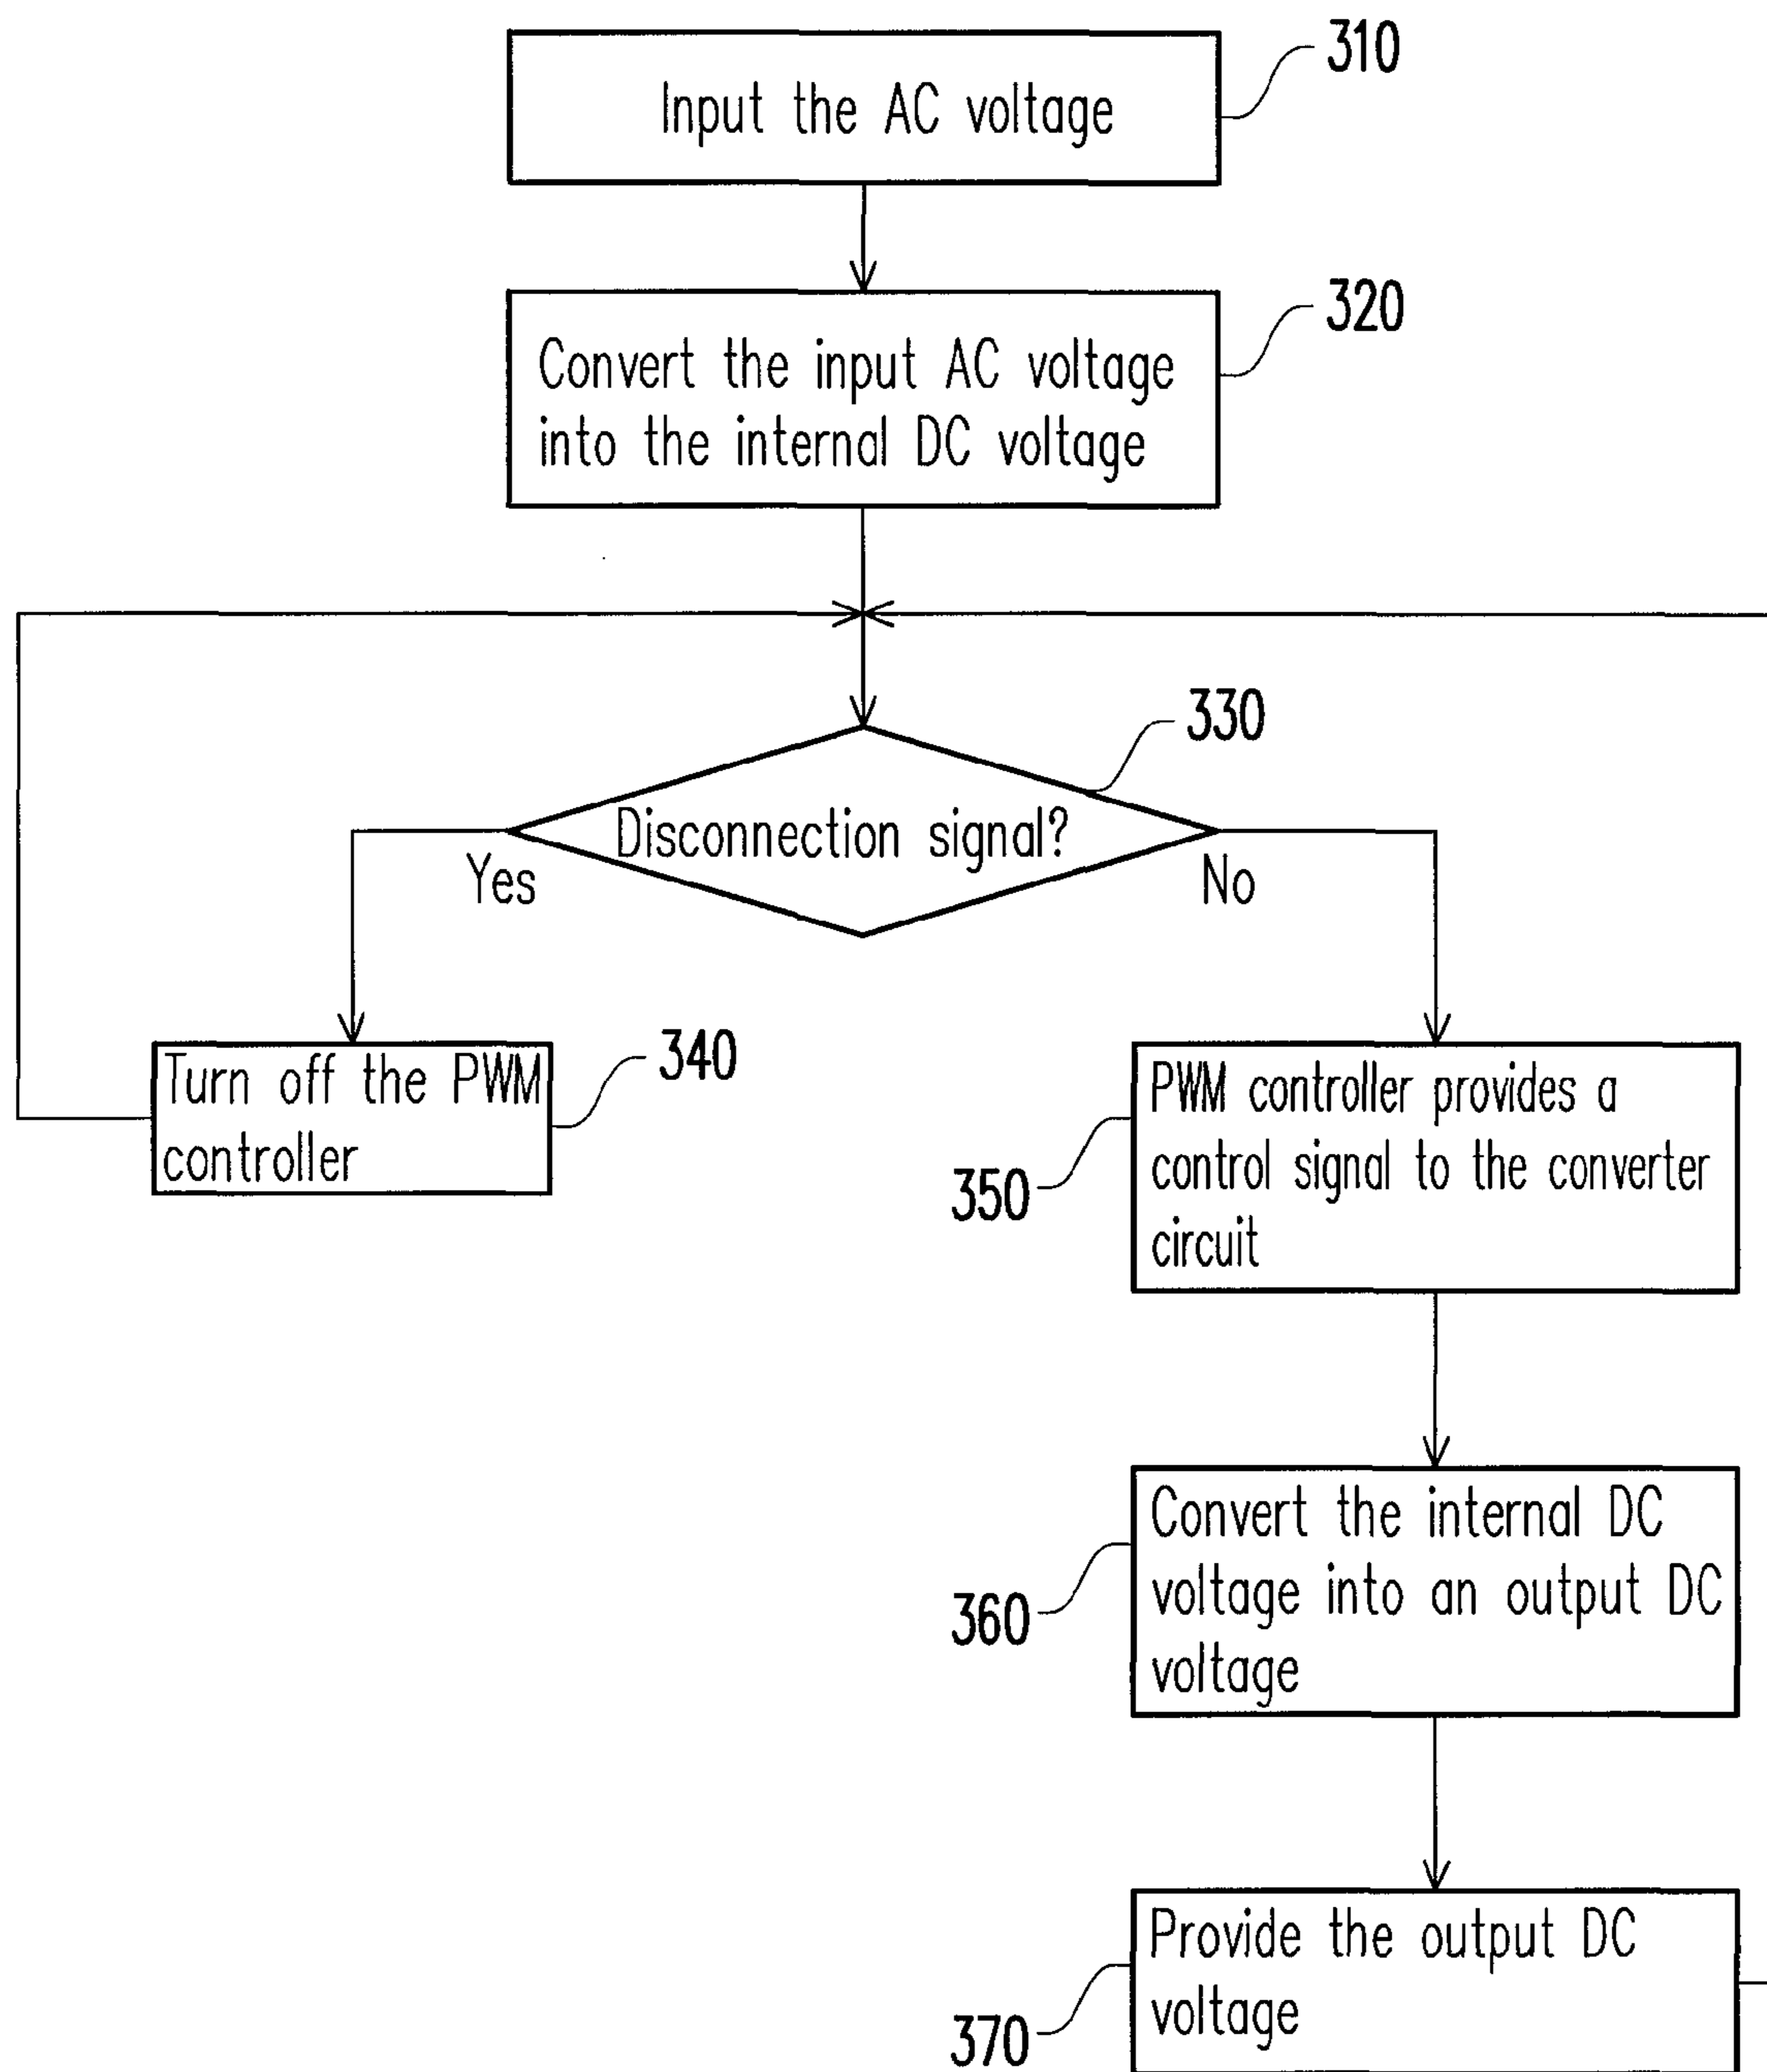 310
Input the AC voltage
320
Convert the input AC voltage
into the internal DC voltage
330
Disconnection signal?
Yes
No
340
Turn off the PWM
controller
350
PWM controller provides a
control signal to the converter
circuit
360
Convert the internal DC
voltage into an output DC
voltage
370
Provide the output DC
voltage